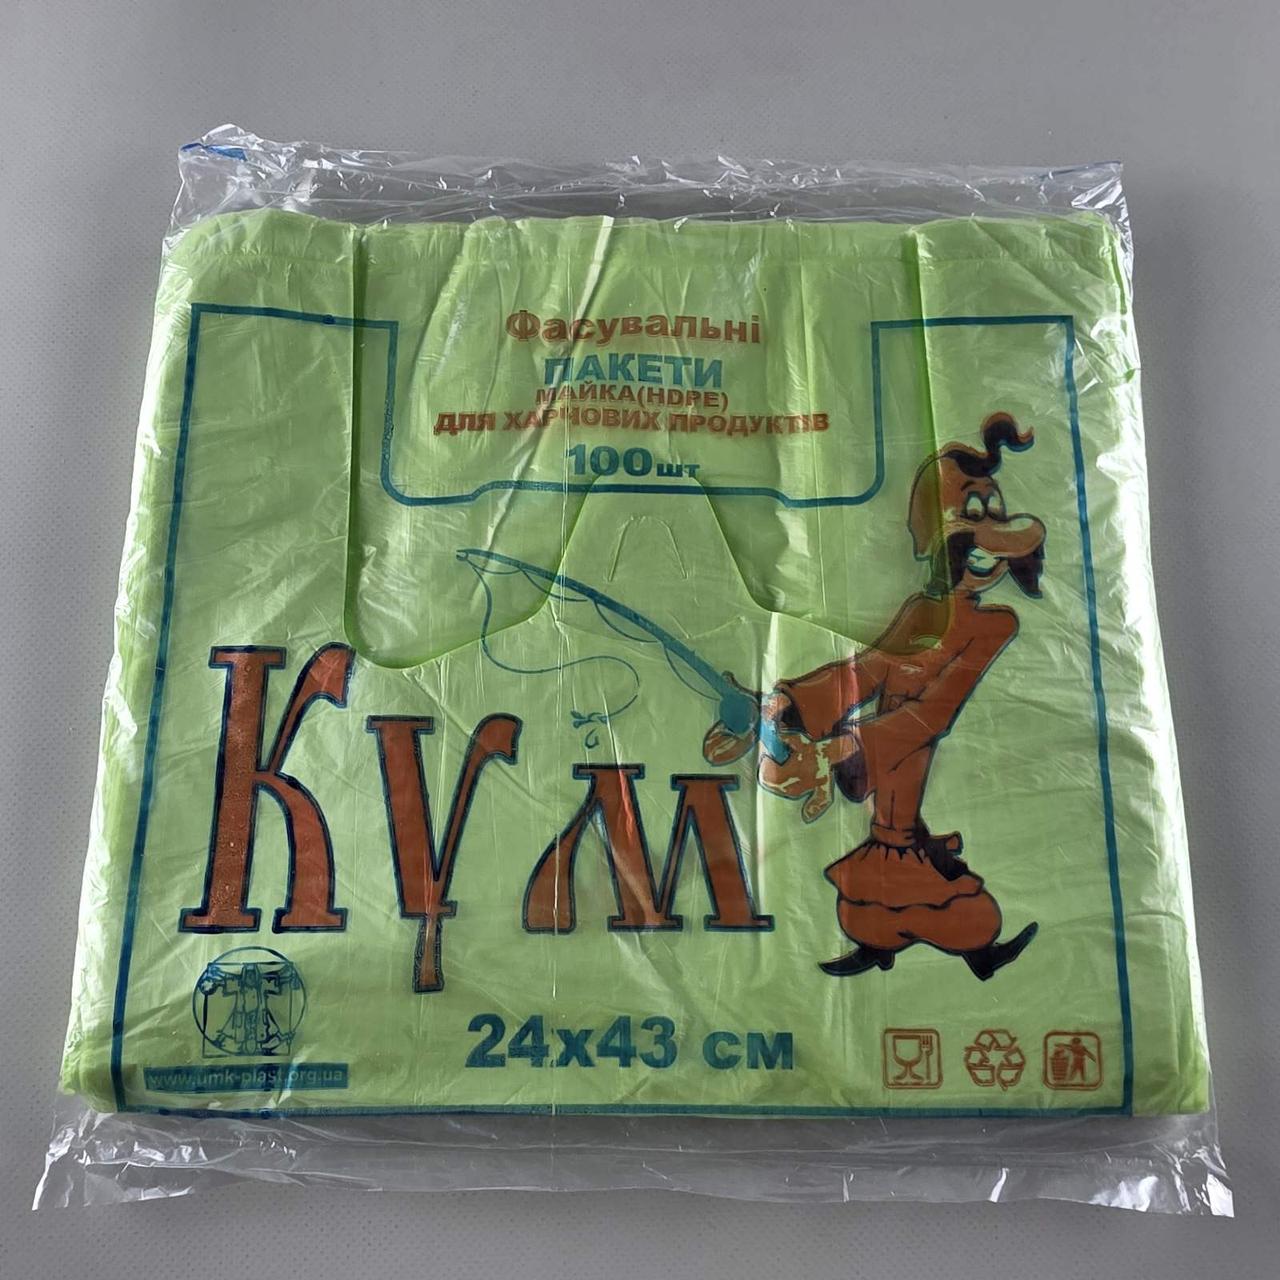 Фасувальні
ПАКЕТИ
МАЙКА(HDPE)
ДЛЯ ХАРЧОВИХ ПРОДУКТІВ
100шт
Кум
24х43 см
www.umk-plast.org.ua